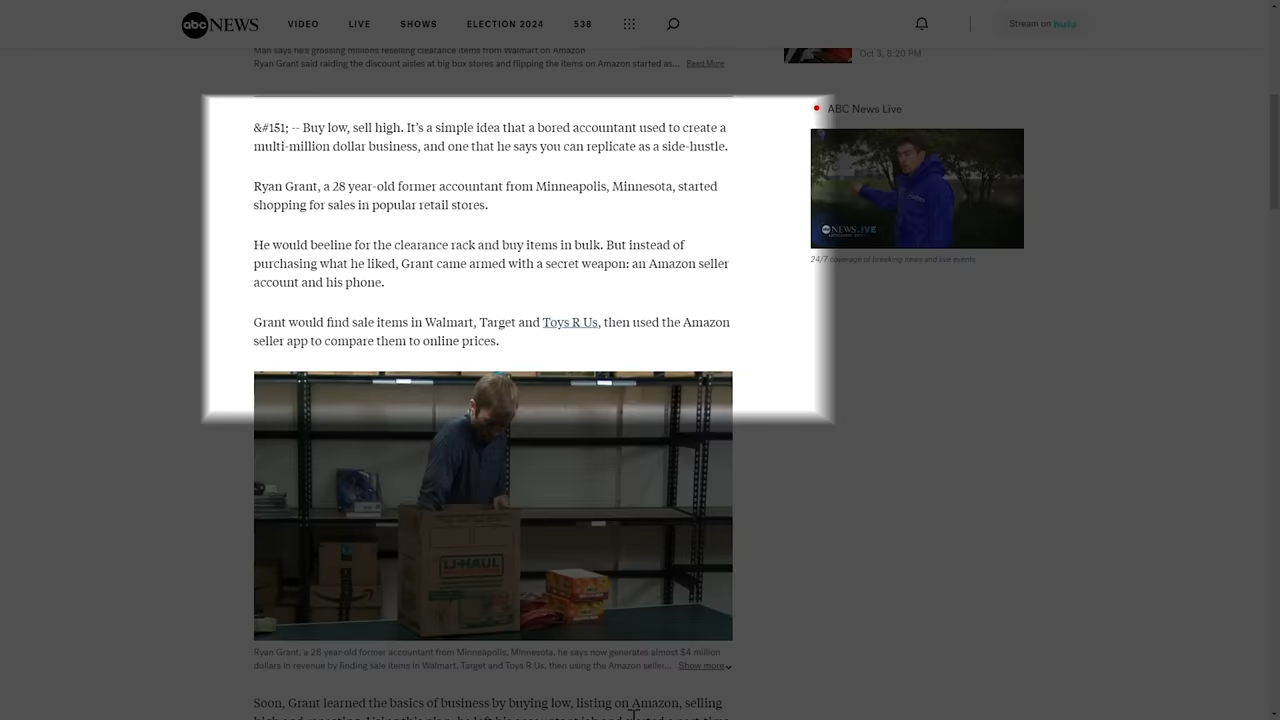 abc NEWS VIDEO LIVE SHOWS ELECTION 2024 538 Stream on hulu
Man says he's grossing millions reselling clearance items from Walmart on Amazon
Ryan Grant said raiding the discount aisles at big box stores and flipping the items on Amazon started as... Read More
Oct 3, 8:20 PM
&#151; -- Buy low, sell high. It's a simple idea that a bored accountant used to create a
multi-million dollar business, and one that he says you can replicate as a side-hustle.
Ryan Grant, a 28 year-old former accountant from Minneapolis, Minnesota, started
shopping for sales in popular retail stores.
He would beeline for the clearance rack and buy items in bulk. But instead of
purchasing what he liked, Grant came armed with a secret weapon: an Amazon seller
account and his phone.
Grant would find sale items in Walmart, Target and Toys R Us, then used the Amazon
seller app to compare them to online prices.
U-HAUL
Ryan Grant, a 28 year-old former accountant from Minneapolis, Minnesota, he says now generates almost $4 million
dollars in revenue by finding sale items in Walmart, Target and Toys R Us, then using the Amazon seller... Show more
Soon, Grant learned the basics of business by buying low, listing on Amazon, selling
ABC News Live
abc NEWS LIVE
24/7 coverage of breaking news and live events